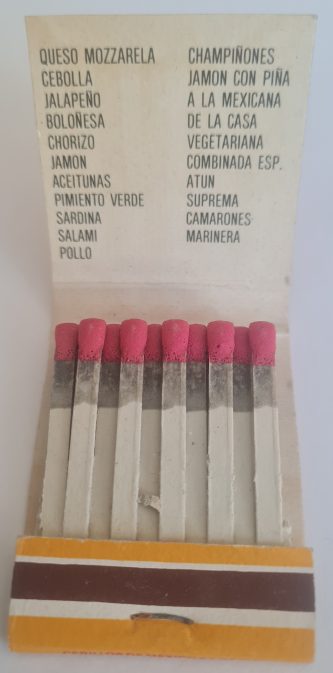 QUESO MOZZARELA
CEBOLLA
JALAPEÑO
BOLOÑESA
CHORIZO
JAMON
ACEITUNAS
PIMIENTO VERDE
SARDINA
SALAMI
POLLO
CHAMPIÑONES
JAMON CON PIÑA
A LA MEXICANA
DE LA CASA
VEGETARIANA
COMBINADA ESP.
ATUN
SUPREMA
CAMARONES
MARINERA